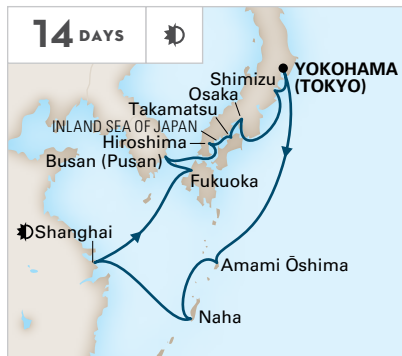 14 DAYS
YOKOHAMA
(TOKYO)
Shimizu
Osaka
Takamatsu
INLAND SEA OF JAPAN
Hiroshima
Busan (Pusan)
Fukuoka
Shanghai
Amami Ōshima
Naha